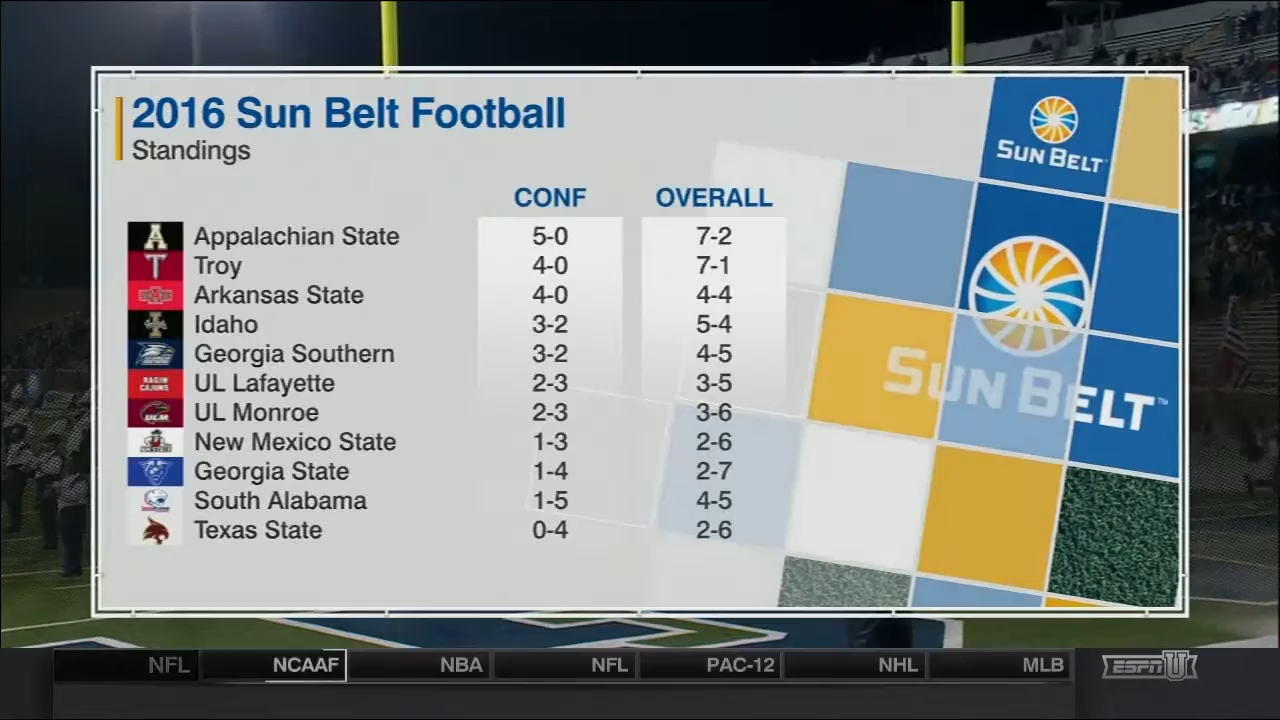 2016 Sun Belt Football
Standings
CONF OVERALL
Appalachian State 5-0 7-2
Troy 4-0 7-1
Arkansas State 4-0 4-4
Idaho 3-2 5-4
Georgia Southern 3-2 4-5
RAGIN CAJUNS UL Lafayette 2-3 3-5
ULM UL Monroe 2-3 3-6
New Mexico State 1-3 2-6
Georgia State 1-4 2-7
South Alabama 1-5 4-5
Texas State 0-4 2-6
SUN BELT
SUN BELT™
NFL NCAAF NBA NFL PAC-12 NHL MLB ESPNU